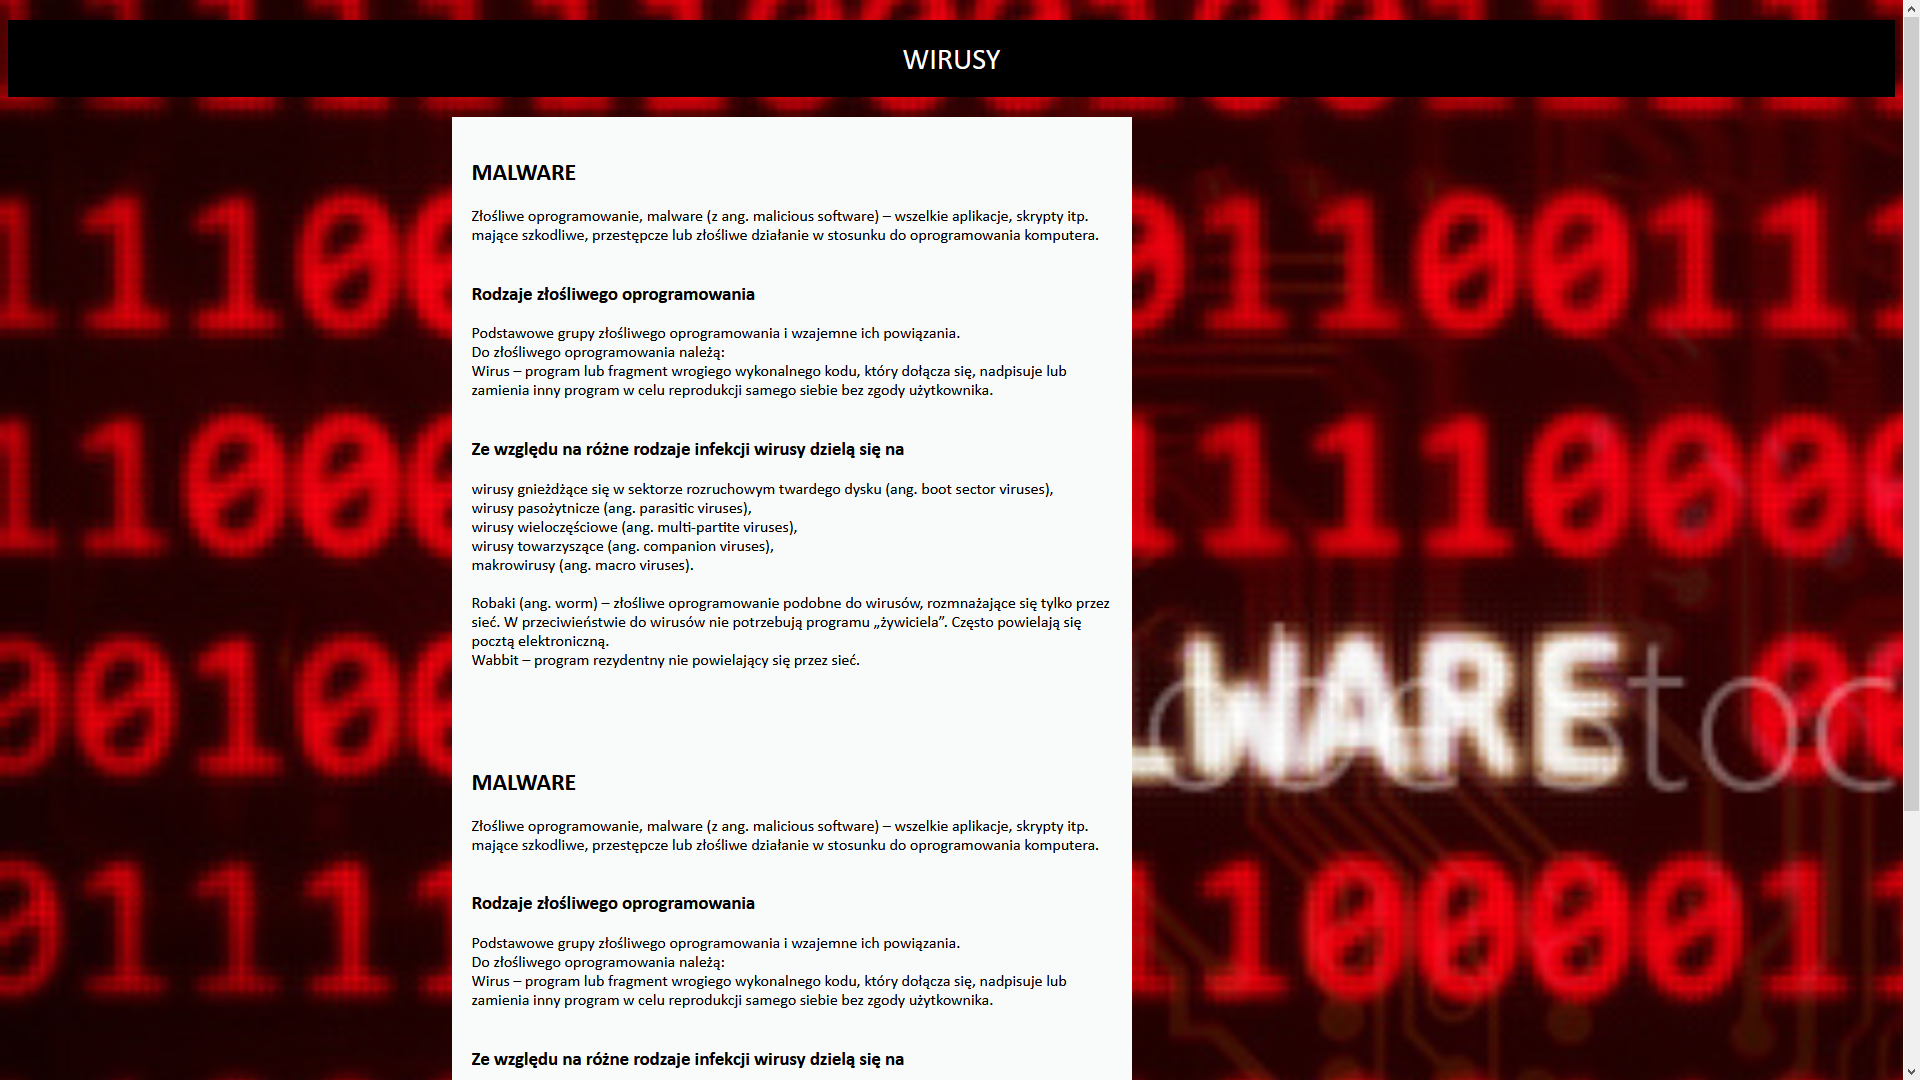 WIRUSY
MALWARE
Złośliwe oprogramowanie, malware (z ang. malicious software) – wszelkie aplikacje, skrypty itp.
mające szkodliwe, przestępcze lub złośliwe działanie w stosunku do oprogramowania komputera.
Rodzaje złośliwego oprogramowania
Podstawowe grupy złośliwego oprogramowania i wzajemne ich powiązania.
Do złośliwego oprogramowania należą:
Wirus – program lub fragment wrogiego wykonalnego kodu, który dołącza się, nadpisuje lub
zamienia inny program w celu reprodukcji samego siebie bez zgody użytkownika.
Ze względu na różne rodzaje infekcji wirusy dzielą się na
wirusy gnieżdżące się w sektorze rozruchowym twardego dysku (ang. boot sector viruses),
wirusy pasożytnicze (ang. parasitic viruses),
wirusy wieloczęściowe (ang. multi-partite viruses),
wirusy towarzyszące (ang. companion viruses),
makrowirusy (ang. macro viruses).
Robaki (ang. worm) – złośliwe oprogramowanie podobne do wirusów, rozmnażające się tylko przez
sieć. W przeciwieństwie do wirusów nie potrzebują programu „żywiciela”. Często powielają się
pocztą elektroniczną.
Wabbit – program rezydentny nie powielający się przez sieć.
MALWARE
Złośliwe oprogramowanie, malware (z ang. malicious software) – wszelkie aplikacje, skrypty itp.
mające szkodliwe, przestępcze lub złośliwe działanie w stosunku do oprogramowania komputera.
Rodzaje złośliwego oprogramowania
Podstawowe grupy złośliwego oprogramowania i wzajemne ich powiązania.
Do złośliwego oprogramowania należą:
Wirus – program lub fragment wrogiego wykonalnego kodu, który dołącza się, nadpisuje lub
zamienia inny program w celu reprodukcji samego siebie bez zgody użytkownika.
Ze względu na różne rodzaje infekcji wirusy dzielą się na
WARE